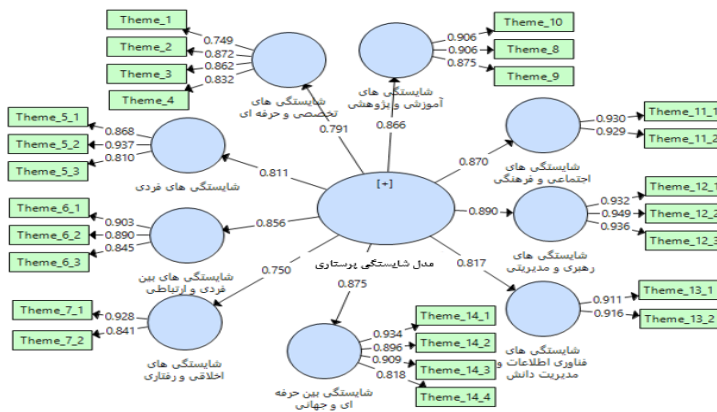 Theme_1
Theme_2
Theme_3
Theme_4
0.749
0.872
0.862
0.832
شایستگی های
تخصصی و حرفه ای
0.791
Theme_10
Theme_8
Theme_9
0.906
0.906
0.875
شایستگی های
آموزشی و پژوهشی
0.866
Theme_5_1
Theme_5_2
Theme_5_3
0.868
0.937
0.810
شایستگی های فردی
0.811
Theme_11_1
Theme_11_2
0.930
0.929
شایستگی های
اجتماعی و فرهنگی
0.870
[+]
مدل شایستگی پرستاری
Theme_6_1
Theme_6_2
Theme_6_3
0.903
0.890
0.845
شایستگی های بین
فردی و ارتباطی
0.856
Theme_12_1
Theme_12_2
Theme_12_3
0.932
0.949
0.936
شایستگی های
رهبری و مدیریتی
0.890
Theme_7_1
Theme_7_2
0.928
0.841
شایستگی های
اخلاقی و رفتاری
0.750
Theme_14_1
Theme_14_2
Theme_14_3
Theme_14_4
0.934
0.896
0.909
0.818
شایستگی بین حرفه
ای و جهانی
0.875
Theme_13_1
Theme_13_2
0.911
0.916
شایستگی های
فناوری اطلاعات و
مدیریت دانش
0.817